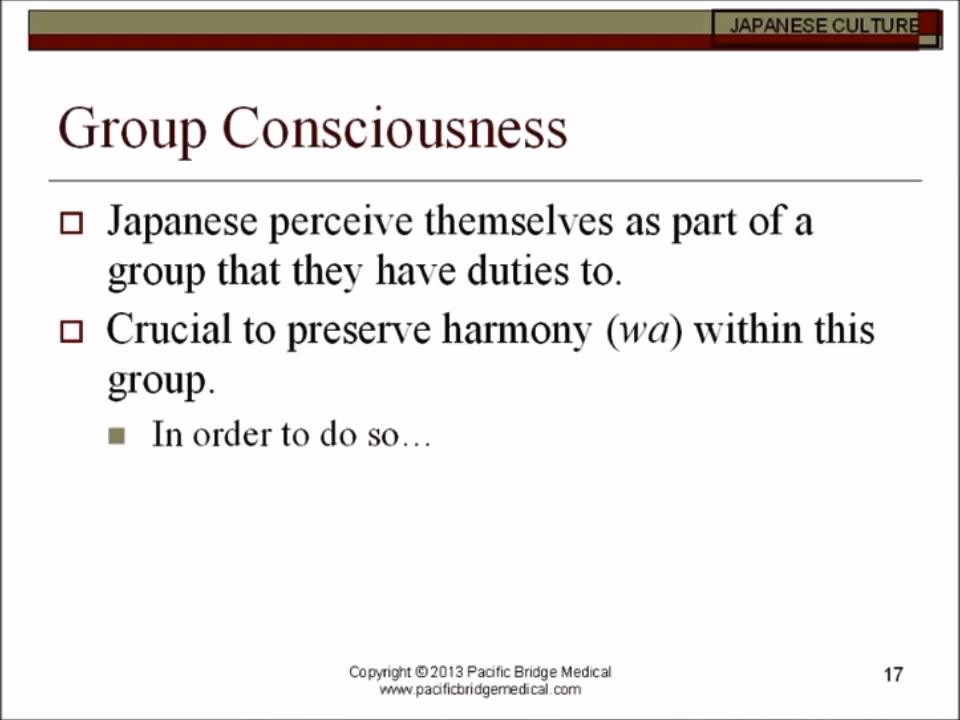 JAPANESE CULTURE
Group Consciousness
Japanese perceive themselves as part of a
group that they have duties to.
Crucial to preserve harmony (wa) within this
group.
In order to do so…
Copyright © 2013 Pacific Bridge Medical
www.pacificbridgemedical.com
17